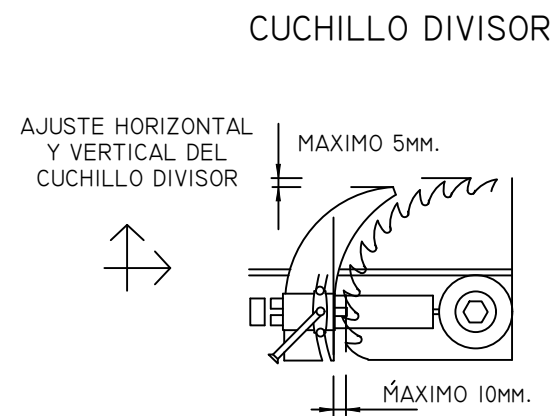 CUCHILLO DIVISOR
AJUSTE HORIZONTAL
Y VERTICAL DEL
CUCHILLO DIVISOR
MAXIMO 5MM.
MÁXIMO 10MM.